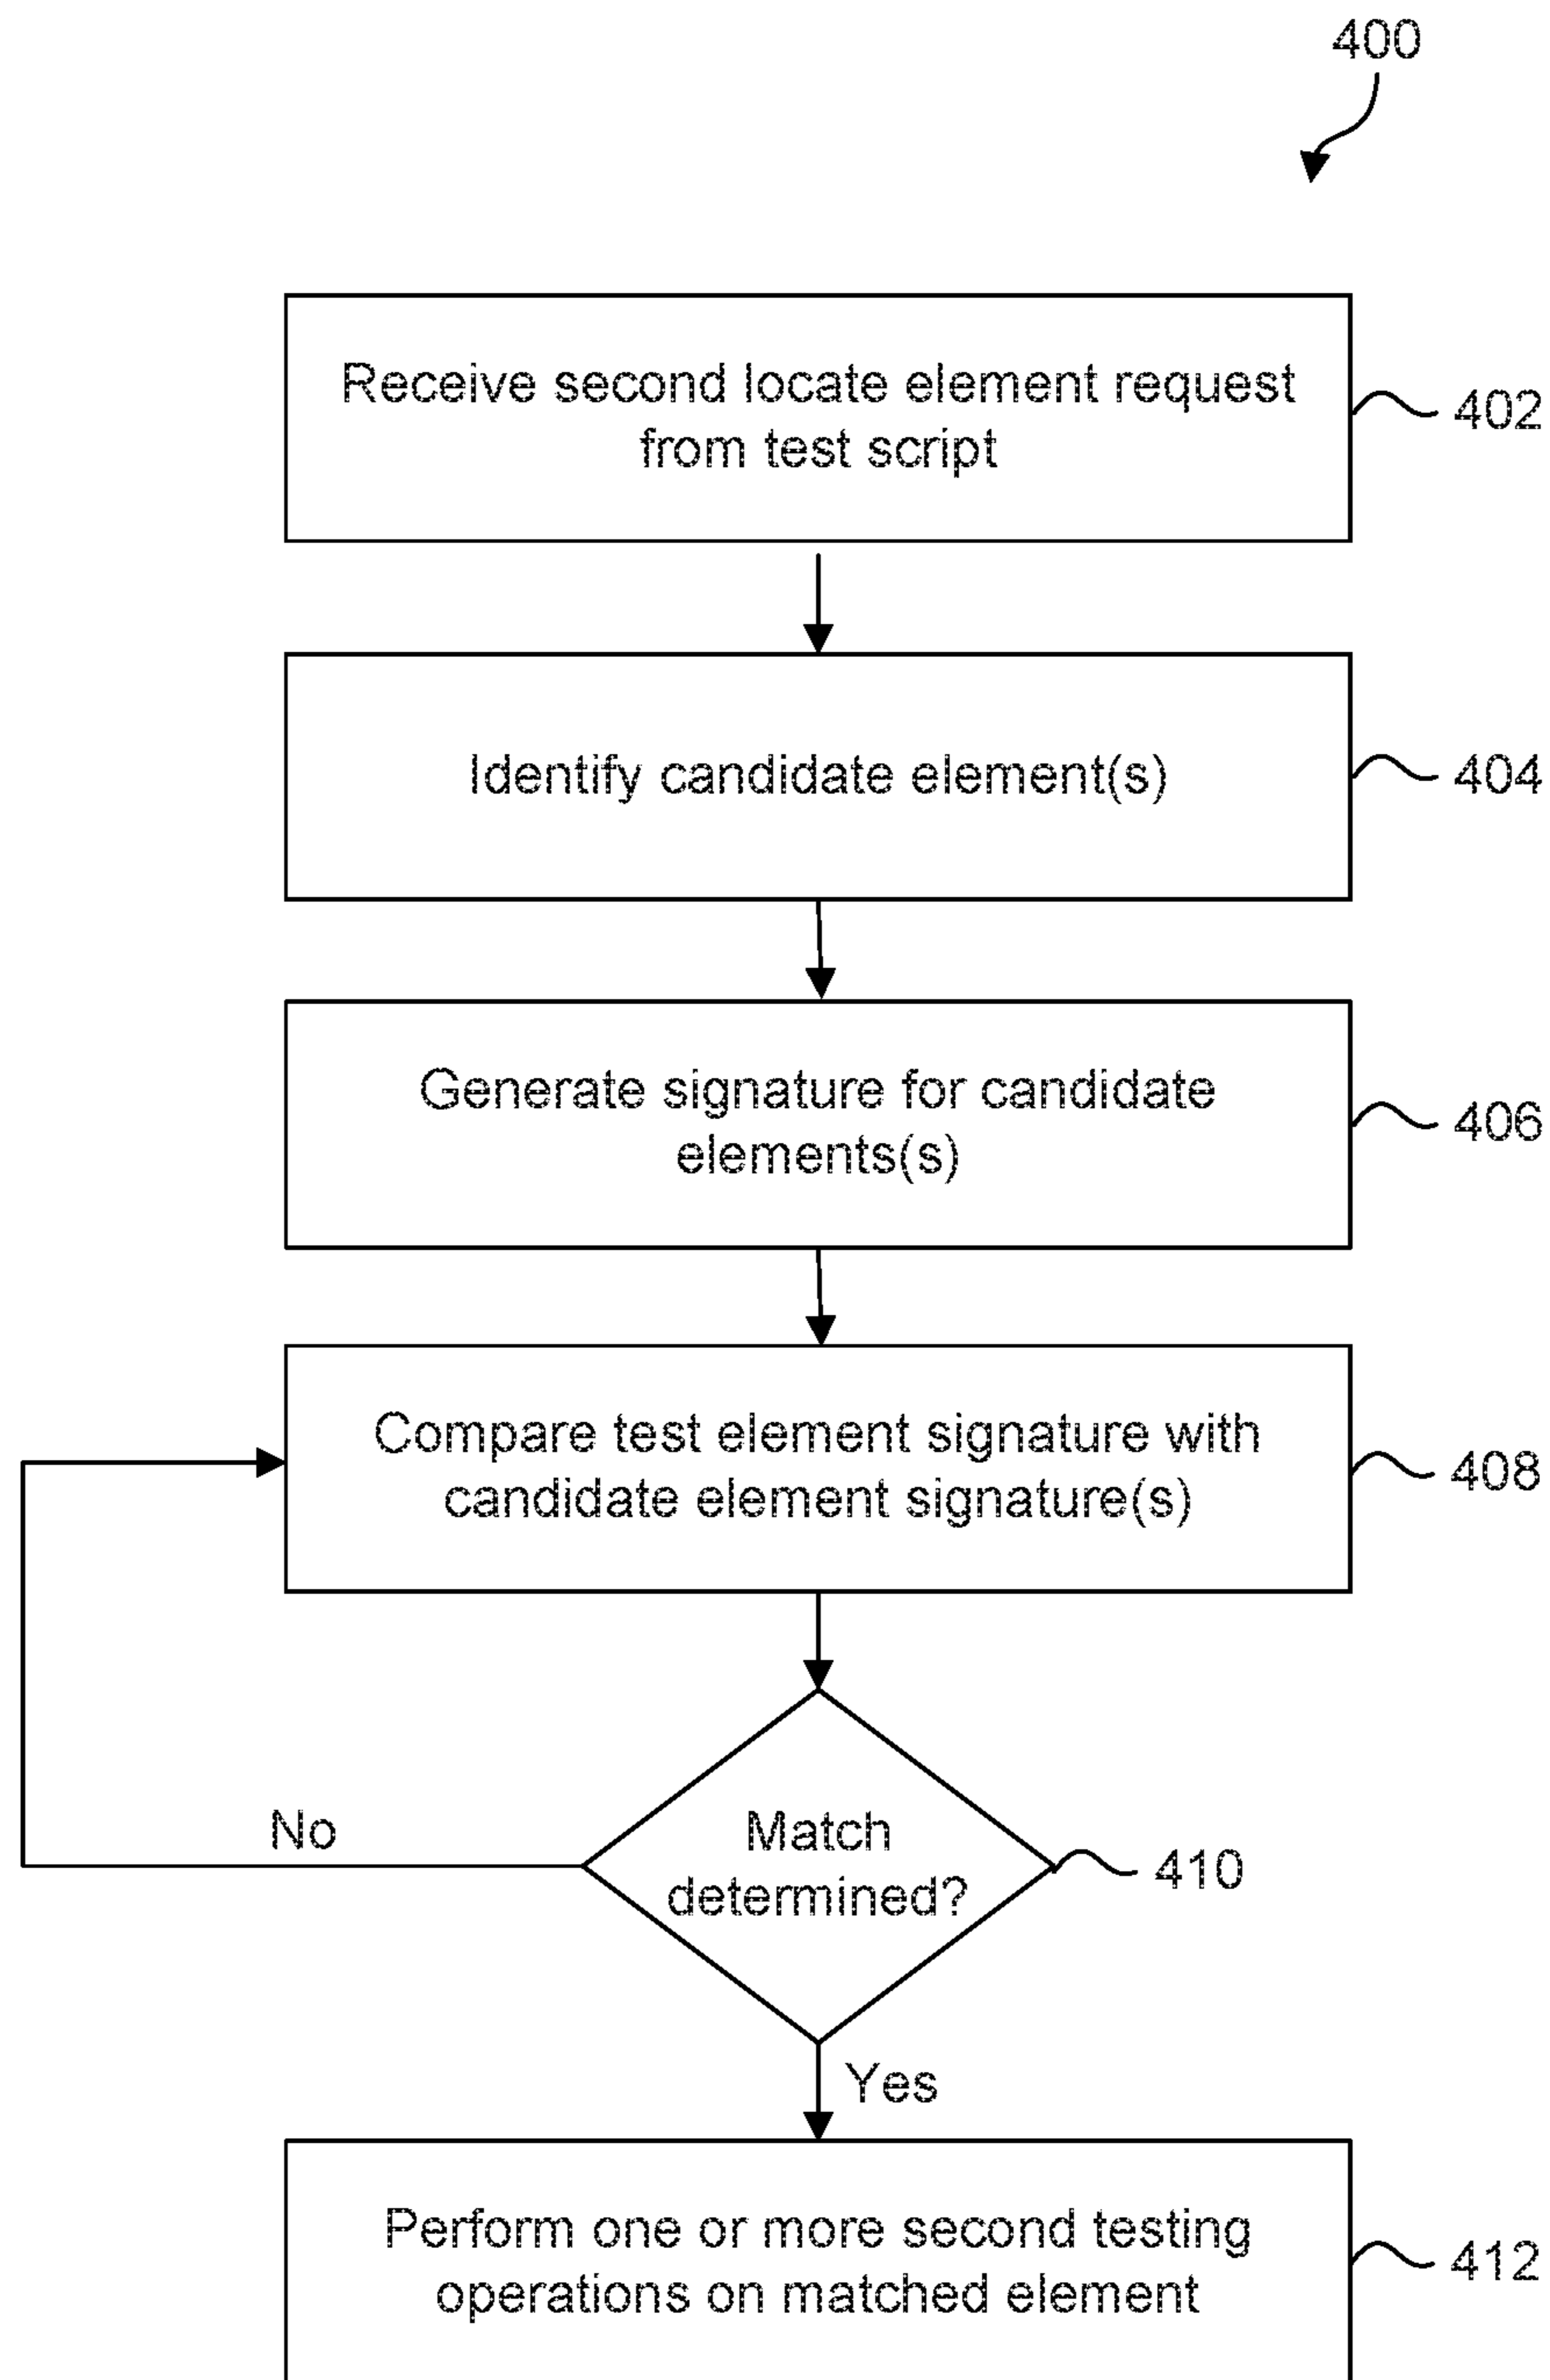 400
Receive second locate element request
from test script
402
Identify candidate element(s)
404
Generate signature for candidate
elements(s)
406
Compare test element signature with
candidate element signature(s)
408
No
Match
determined?
410
Yes
Perform one or more second testing
operations on matched element
412